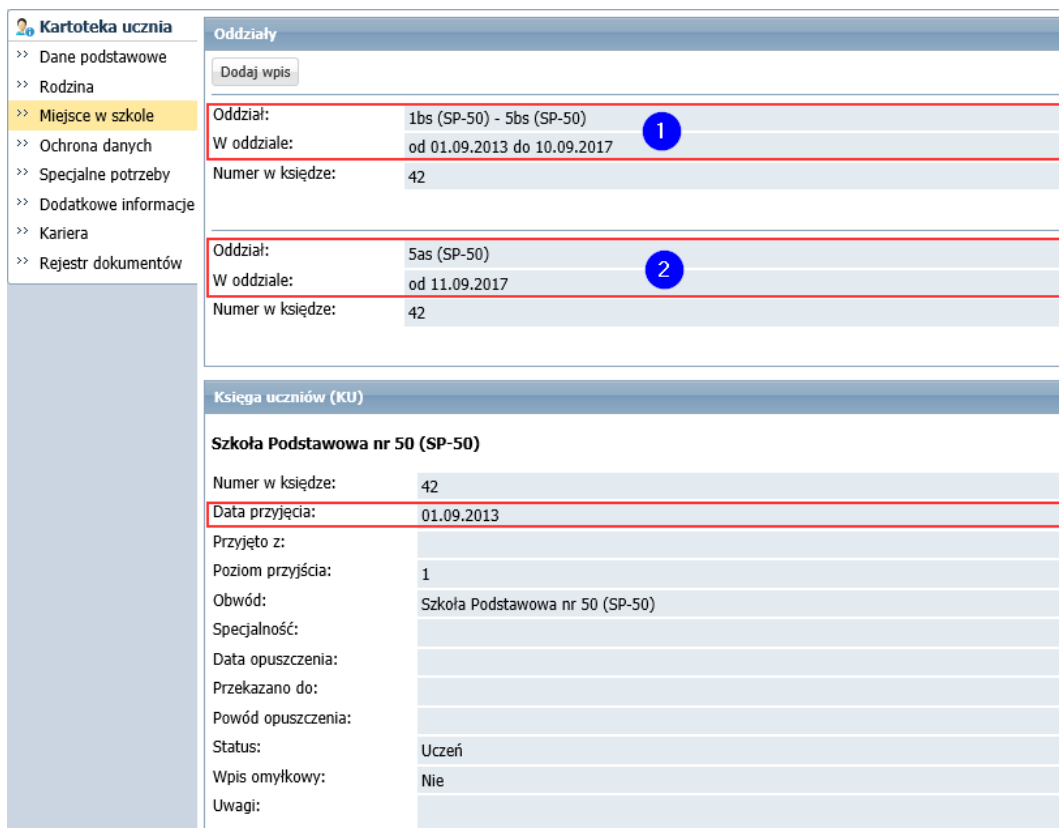 Kartoteka ucznia
>> Dane podstawowe
>> Rodzina
>> Miejsce w szkole
>> Ochrona danych
>> Specjalne potrzeby
>> Dodatkowe informacje
>> Kariera
>> Rejestr dokumentów
Oddziały
Dodaj wpis
Oddział: 1bs (SP-50) - 5bs (SP-50)
1
W oddziale: od 01.09.2013 do 10.09.2017
Numer w księdze: 42
Oddział: 5as (SP-50)
2
W oddziale: od 11.09.2017
Numer w księdze: 42
Księga uczniów (KU)
Szkoła Podstawowa nr 50 (SP-50)
Numer w księdze: 42
Data przyjęcia: 01.09.2013
Przyjęto z:
Poziom przyjścia: 1
Obwód: Szkoła Podstawowa nr 50 (SP-50)
Specjalność:
Data opuszczenia:
Przekazano do:
Powód opuszczenia:
Status: Uczeń
Wpis omyłkowy: Nie
Uwagi: